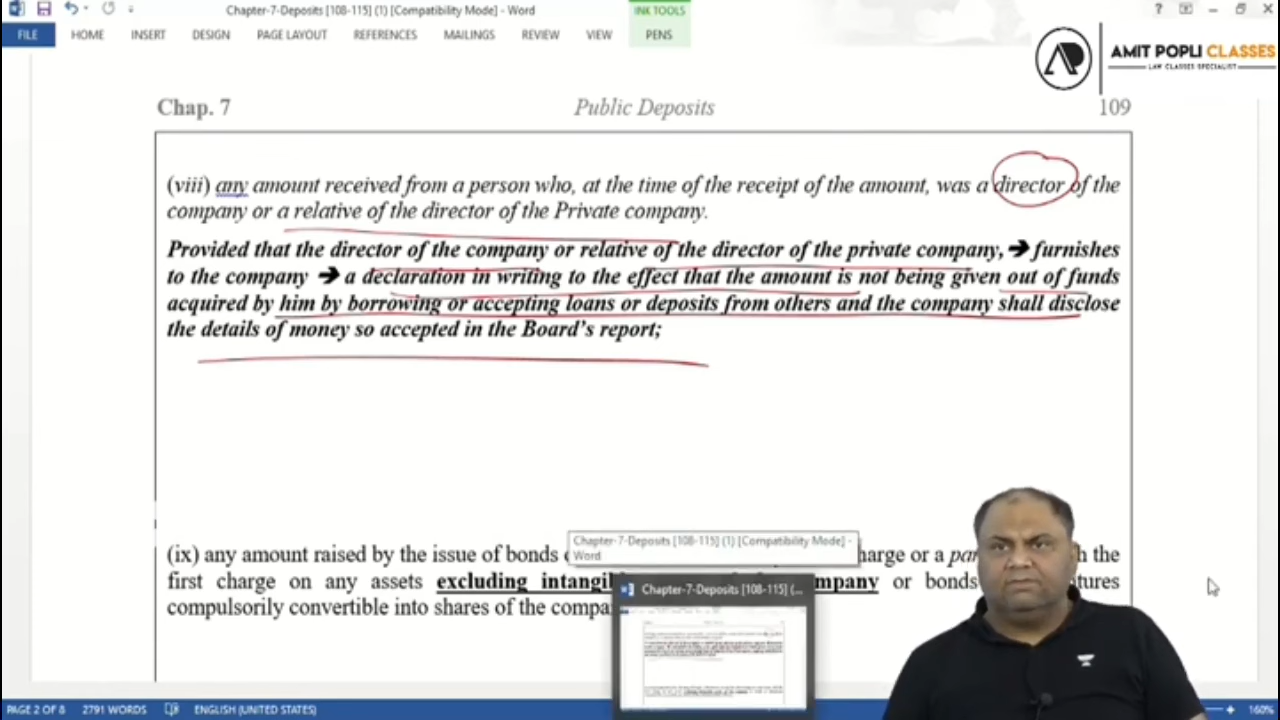 Chapter-7-Deposits [108-115] (1) [Compatibility Mode] - Word
INK TOOLS
FILE HOME INSERT DESIGN PAGE LAYOUT REFERENCES MAILINGS REVIEW VIEW PENS
AMIT POPLI CLASSES
LAW CLASSES SPECIALIST
Chap. 7 Public Deposits 109
(viii) any amount received from a person who, at the time of the receipt of the amount, was a director of the
company or a relative of the director of the Private company.
Provided that the director of the company or relative of the director of the private company, ➔ furnishes
to the company ➔ a declaration in writing to the effect that the amount is not being given out of funds
acquired by him by borrowing or accepting loans or deposits from others and the company shall disclose
the details of money so accepted in the Board's report;
Chapter-7-Deposits [108-115] (1) [Compatibility Mode] -
Word
(ix) any amount raised by the issue of bonds harge or a h the
Chapter-7-Deposits [108-115] (...
first charge on any assets excluding or bonds
compulsorily convertible into shares of the
PAGE 2 OF 8 2791 WORDS ENGLISH (UNITED STATES) 160%